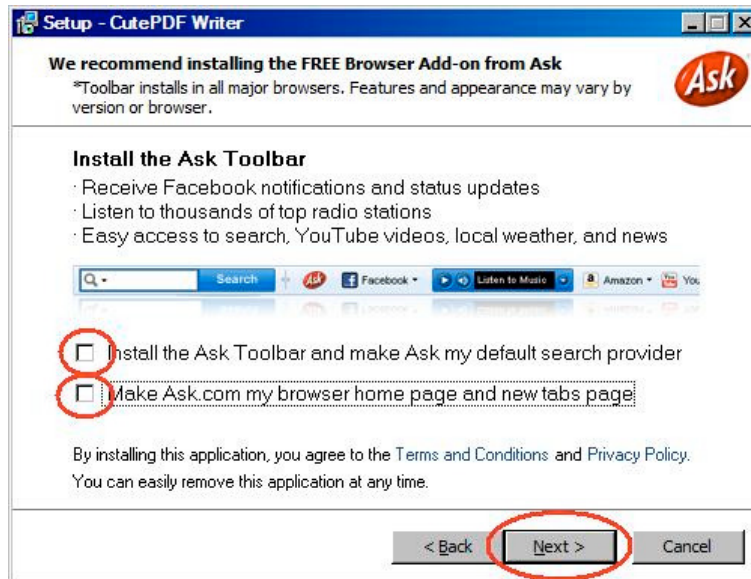 Setup - CutePDF Writer
We recommend installing the FREE Browser Add-on from Ask
*Toolbar installs in all major browsers. Features and appearance may vary by
version or browser.
Ask
Install the Ask Toolbar
· Receive Facebook notifications and status updates
· Listen to thousands of top radio stations
· Easy access to search, YouTube videos, local weather, and news
Search Ask Facebook Listen to Music a Amazon You
Install the Ask Toolbar and make Ask my default search provider
Make Ask.com my browser home page and new tabs page
By installing this application, you agree to the Terms and Conditions and Privacy Policy.
You can easily remove this application at any time.
< Back Next > Cancel